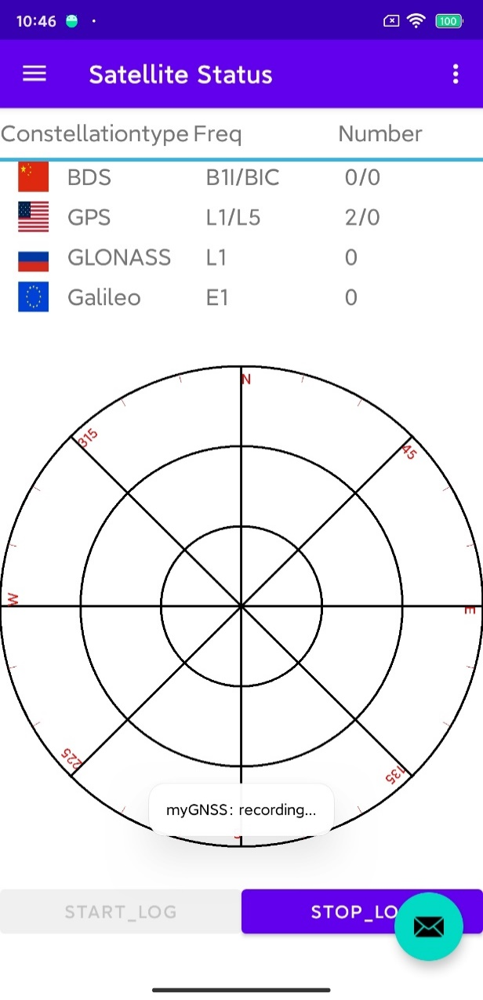 10:46
100
Satellite Status
Constellationtype Freq Number
BDS B1I/BIC 0/0
GPS L1/L5 2/0
GLONASS L1 0
Galileo E1 0
N
315
45
W
E
225
135
myGNSS: recording...
START_LOG
STOP_LO